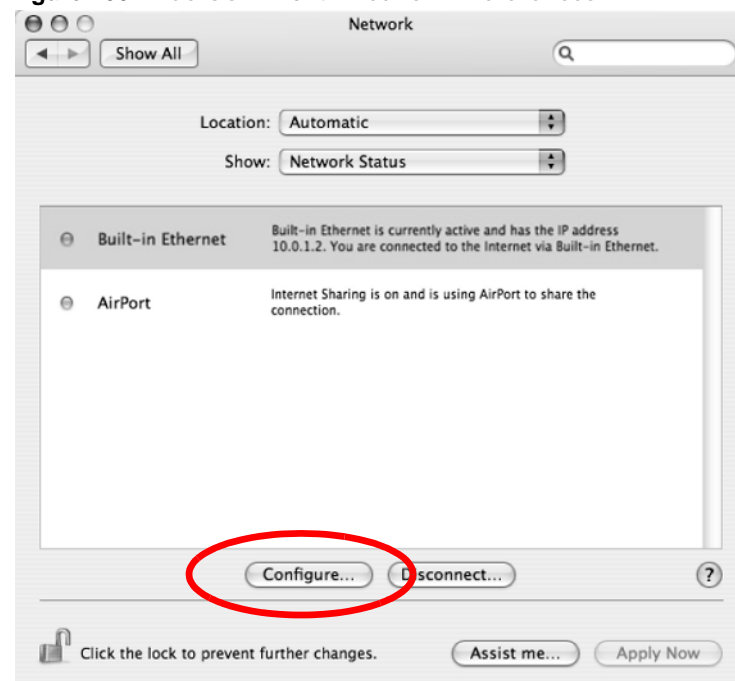 Network
Show All
Location: Automatic
Show: Network Status
Built-in Ethernet
Built-in Ethernet is currently active and has the IP address
10.0.1.2. You are connected to the Internet via Built-in Ethernet.
AirPort
Internet Sharing is on and is using AirPort to share the
connection.
Configure... Disconnect... ?
Click the lock to prevent further changes. Assist me... Apply Now